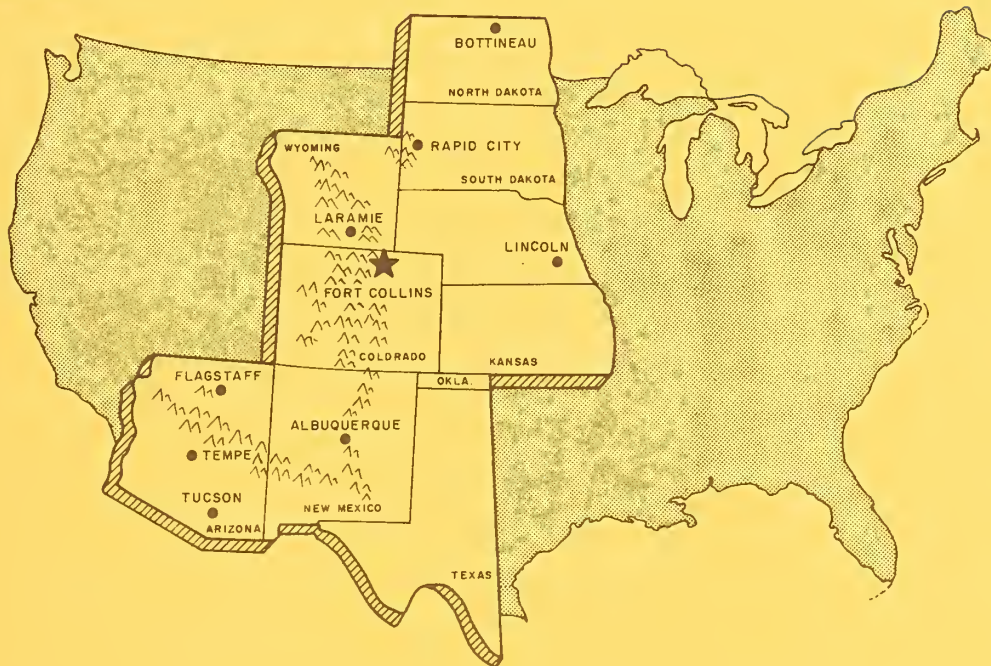 BOTTINEAU
NORTH DAKOTA
WYOMING
RAPID CITY
SOUTH DAKOTA
LARAMIE
LINCOLN
FORT COLLINS
COLORADO
KANSAS
FLAGSTAFF
OKLA.
ALBUQUERQUE
TEMPE
TUCSON
NEW MEXICO
ARIZONA
TEXAS